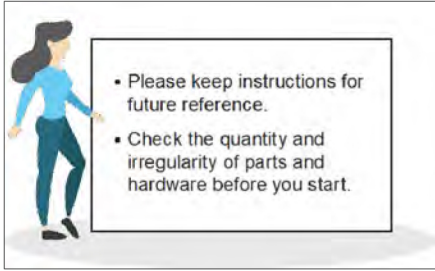 ▪ Please keep instructions for
future reference.
▪ Check the quantity and
irregularity of parts and
hardware before you start.